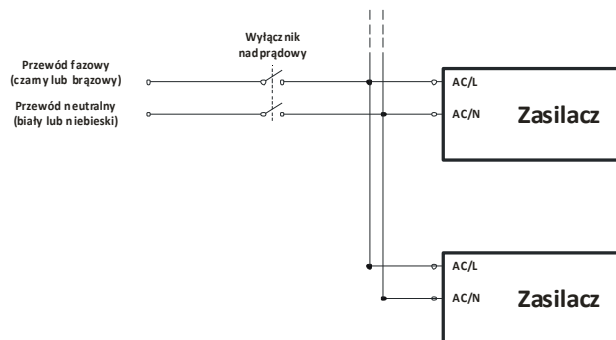 Wyłącznik
nadprądowy
Przewód fazowy
(czarny lub brązowy)
Przewód neutralny
(biały lub niebieski)
AC/L
AC/N
Zasilacz
AC/L
AC/N
Zasilacz